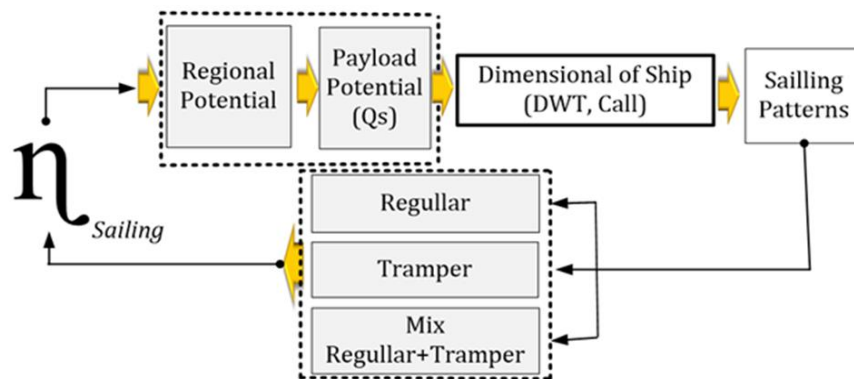 Regional
Potential
Payload
Potential
(Qs)
Dimensional of Ship
(DWT, Call)
Sailling
Patterns
η
Sailing
Regullar
Tramper
Mix
Regullar+Tramper